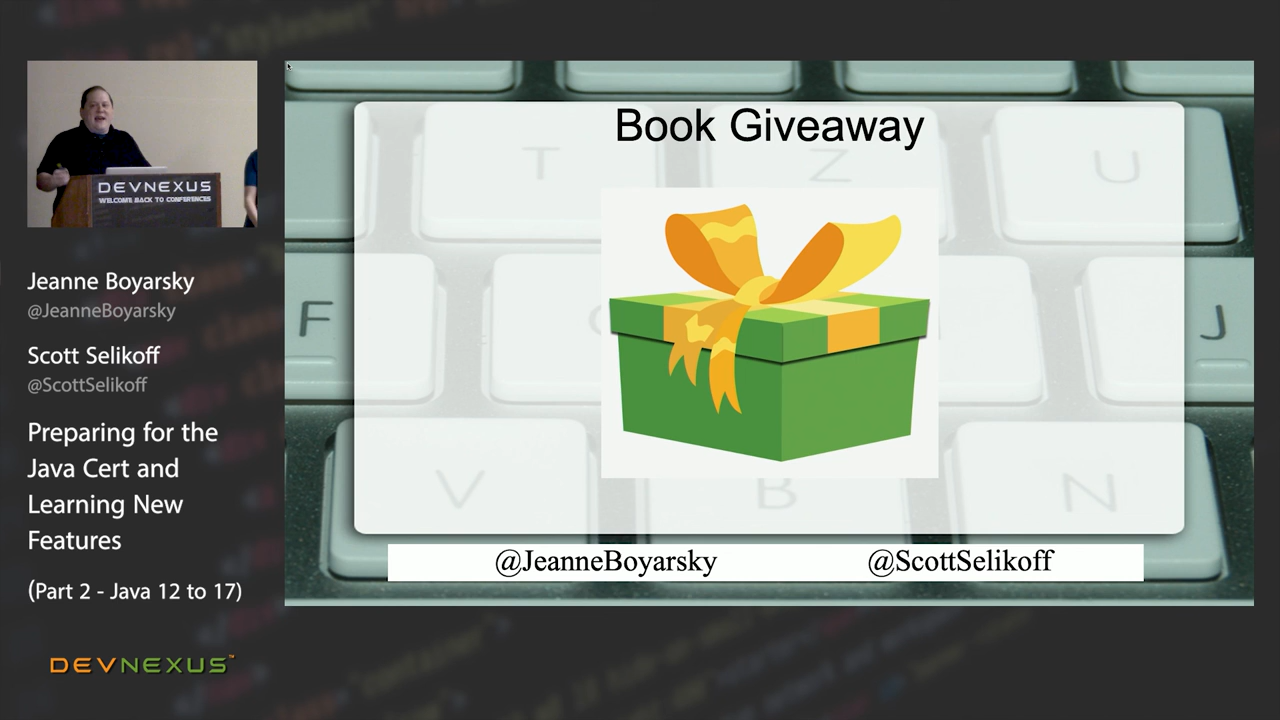 DEVNEXUS
WELCOME BACK TO CONFERENCES
Jeanne Boyarsky
@JeanneBoyarsky
Scott Selikoff
@ScottSelikoff
Preparing for the
Java Cert and
Learning New
Features
(Part 2 - Java 12 to 17)
DEVNEXUS™
Book Giveaway
T Z U
F J
V B N
@JeanneBoyarsky @ScottSelikoff